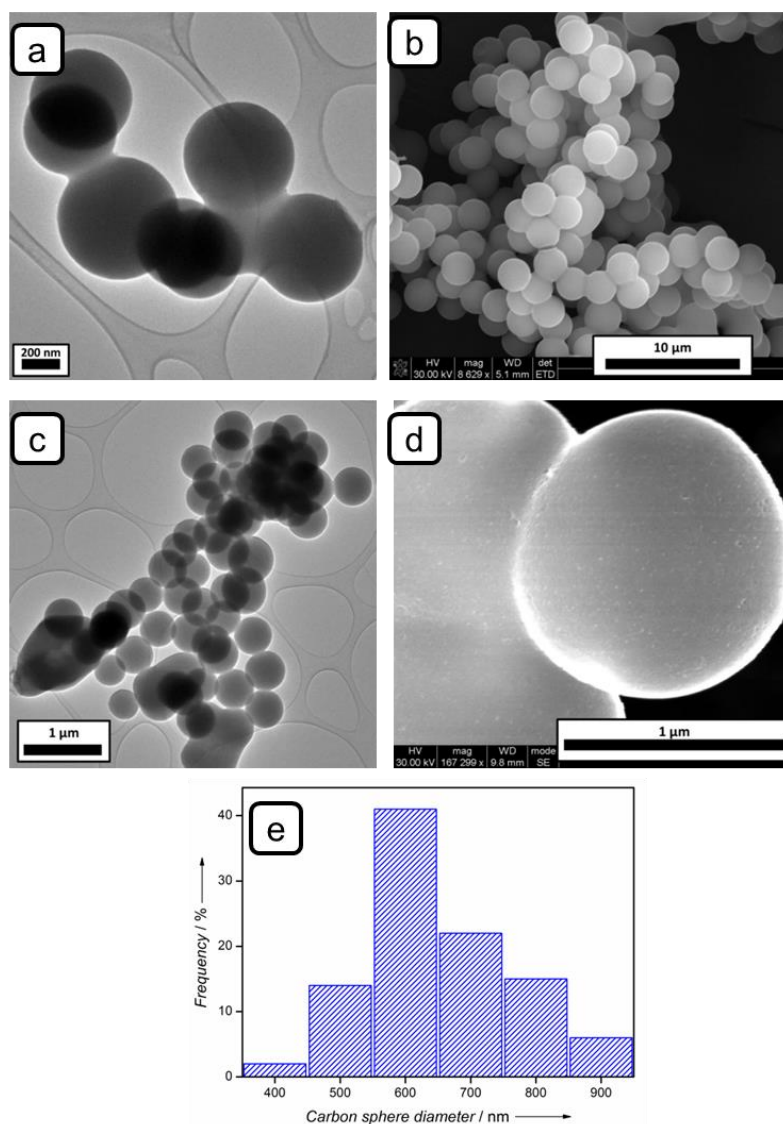 a
200 nm
b
HV mag WD det
30.00 kV 8 629 x 5.1 mm ETD
10 µm
c
1 µm
d
HV mag WD mode
30.00 kV 167 299 x 9.8 mm SE
1 µm
e
40
30
20
10
0
Frequency / %
400 500 600 700 800 900
Carbon sphere diameter / nm